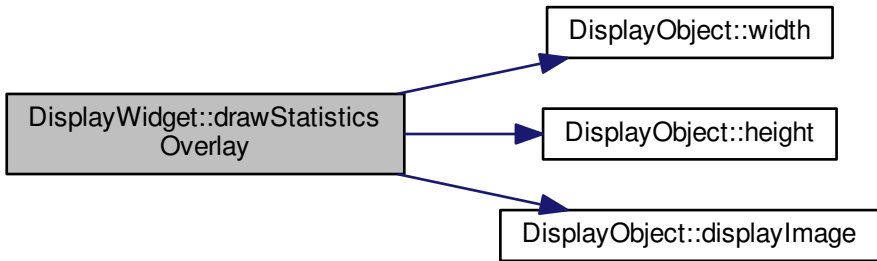 DisplayWidget::drawStatistics
Overlay
DisplayObject::width
DisplayObject::height
DisplayObject::displayImage